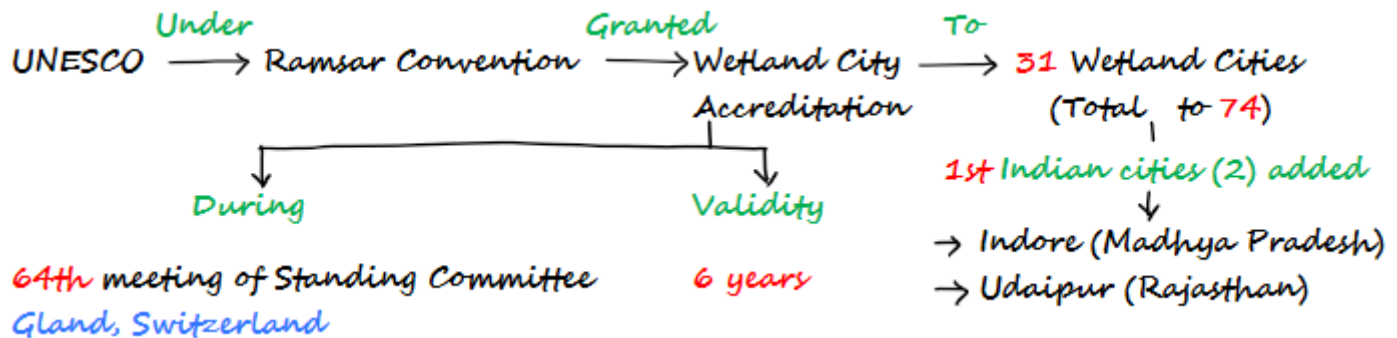 Under Granted To
UNESCO → Ramsar Convention → Wetland City → 31 Wetland Cities
Accreditation (Total to 74)
1st Indian cities (2) added
During Validity
→ Indore (Madhya Pradesh)
64th meeting of Standing Committee 6 years → Udaipur (Rajasthan)
Gland, Switzerland